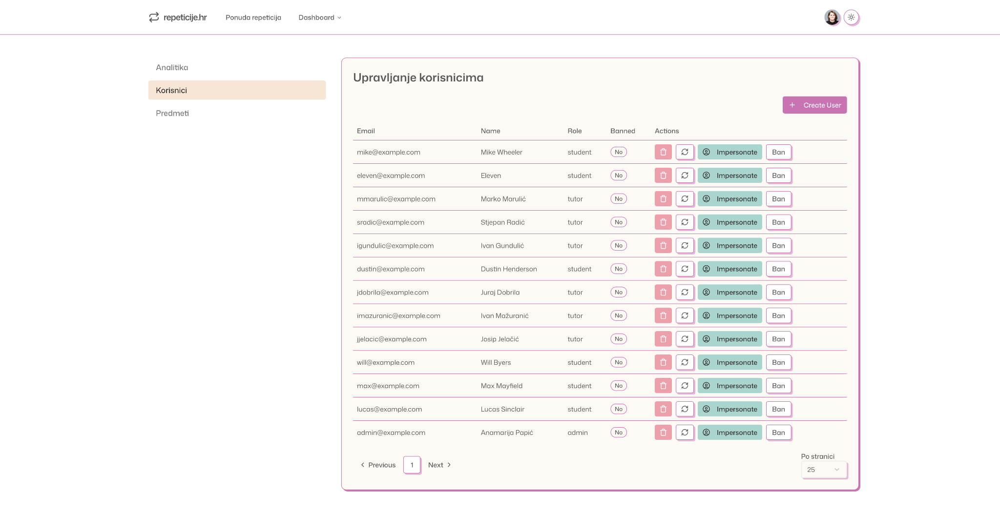 repeticije.hr Ponuda repeticija Dashboard
Analitika
Korisnici
Predmeti
Upravljanje korisnicima
+ Create User
Email Name Role Banned Actions
mike@example.com Mike Wheeler student No Impersonate Ban
eleven@example.com Eleven student No Impersonate Ban
mmarulic@example.com Marko Marulić tutor No Impersonate Ban
sradic@example.com Stjepan Radić tutor No Impersonate Ban
igundulic@example.com Ivan Gundulić tutor No Impersonate Ban
dustin@example.com Dustin Henderson student No Impersonate Ban
jdobrila@example.com Juraj Dobrila tutor No Impersonate Ban
imazuranic@example.com Ivan Mažuranić tutor No Impersonate Ban
jjelacic@example.com Josip Jelačić tutor No Impersonate Ban
will@example.com Will Byers student No Impersonate Ban
max@example.com Max Mayfield student No Impersonate Ban
lucas@example.com Lucas Sinclair student No Impersonate Ban
admin@example.com Anamarija Papić admin No Impersonate Ban
Previous 1 Next
Po stranici
25